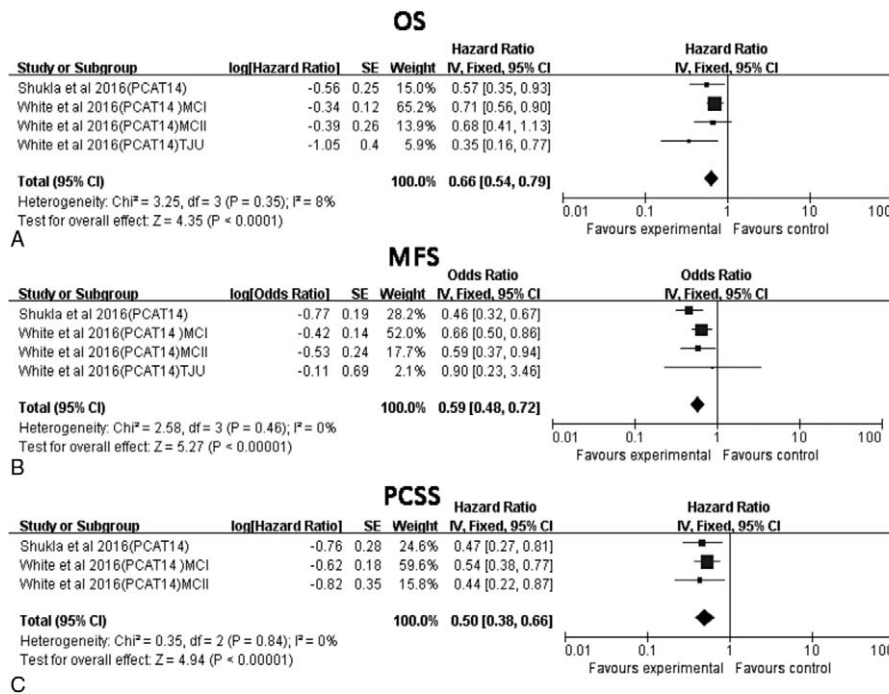 OS
Hazard Ratio Hazard Ratio
Study or Subgroup log[Hazard Ratio] SE Weight IV, Fixed, 95% CI IV, Fixed, 95% CI
Shukla et al 2016(PCAT14) -0.56 0.25 15.0% 0.57 [0.35, 0.93]
White et al 2016(PCAT14 )MCI -0.34 0.12 65.2% 0.71 [0.56, 0.90]
White et al 2016(PCAT14)MCII -0.39 0.26 13.9% 0.68 [0.41, 1.13]
White et al 2016(PCAT14)TJU -1.05 0.4 5.9% 0.35 [0.16, 0.77]
Total (95% CI) 100.0% 0.66 [0.54, 0.79]
Heterogeneity: Chi² = 3.25, df = 3 (P = 0.35); I² = 8%
Test for overall effect: Z = 4.35 (P < 0.0001)
0.01 0.1 1 10 100
Favours experimental Favours control
A
MFS
Odds Ratio Odds Ratio
Study or Subgroup log[Odds Ratio] SE Weight IV, Fixed, 95% CI IV, Fixed, 95% CI
Shukla et al 2016(PCAT14) -0.77 0.19 28.2% 0.46 [0.32, 0.67]
White et al 2016(PCAT14 )MCI -0.42 0.14 52.0% 0.66 [0.50, 0.86]
White et al 2016(PCAT14)MCII -0.53 0.24 17.7% 0.59 [0.37, 0.94]
White et al 2016(PCAT14)TJU -0.11 0.69 2.1% 0.90 [0.23, 3.46]
Total (95% CI) 100.0% 0.59 [0.48, 0.72]
Heterogeneity: Chi² = 2.58, df = 3 (P = 0.46); I² = 0%
Test for overall effect: Z = 5.27 (P < 0.00001)
0.01 0.1 1 10 100
Favours experimental Favours control
B
PCSS
Hazard Ratio Hazard Ratio
Study or Subgroup log[Hazard Ratio] SE Weight IV, Fixed, 95% CI IV, Fixed, 95% CI
Shukla et al 2016(PCAT14) -0.76 0.28 24.6% 0.47 [0.27, 0.81]
White et al 2016(PCAT14 )MCI -0.62 0.18 59.6% 0.54 [0.38, 0.77]
White et al 2016(PCAT14)MCII -0.82 0.35 15.8% 0.44 [0.22, 0.87]
Total (95% CI) 100.0% 0.50 [0.38, 0.66]
Heterogeneity: Chi² = 0.35, df = 2 (P = 0.84); I² = 0%
Test for overall effect: Z = 4.94 (P < 0.00001)
0.01 0.1 1 10 100
Favours experimental Favours control
C